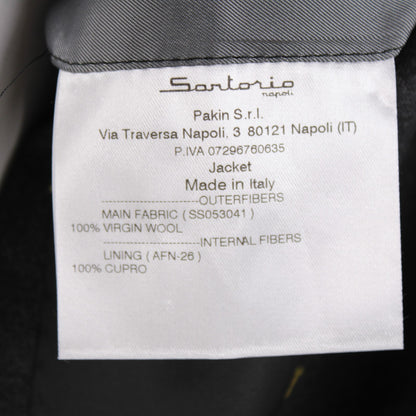 Sartorio
napoli
Pakin S.r.l.
Via Traversa Napoli, 3 80121 Napoli (IT)
P.IVA 07296760635
Jacket
Made in Italy
--------------------OUTERFIBERS
MAIN FABRIC ( SS053041 )
100% VIRGIN WOOL
--------------------INTERNAL FIBERS
LINING ( AFN-26 )
100% CUPRO